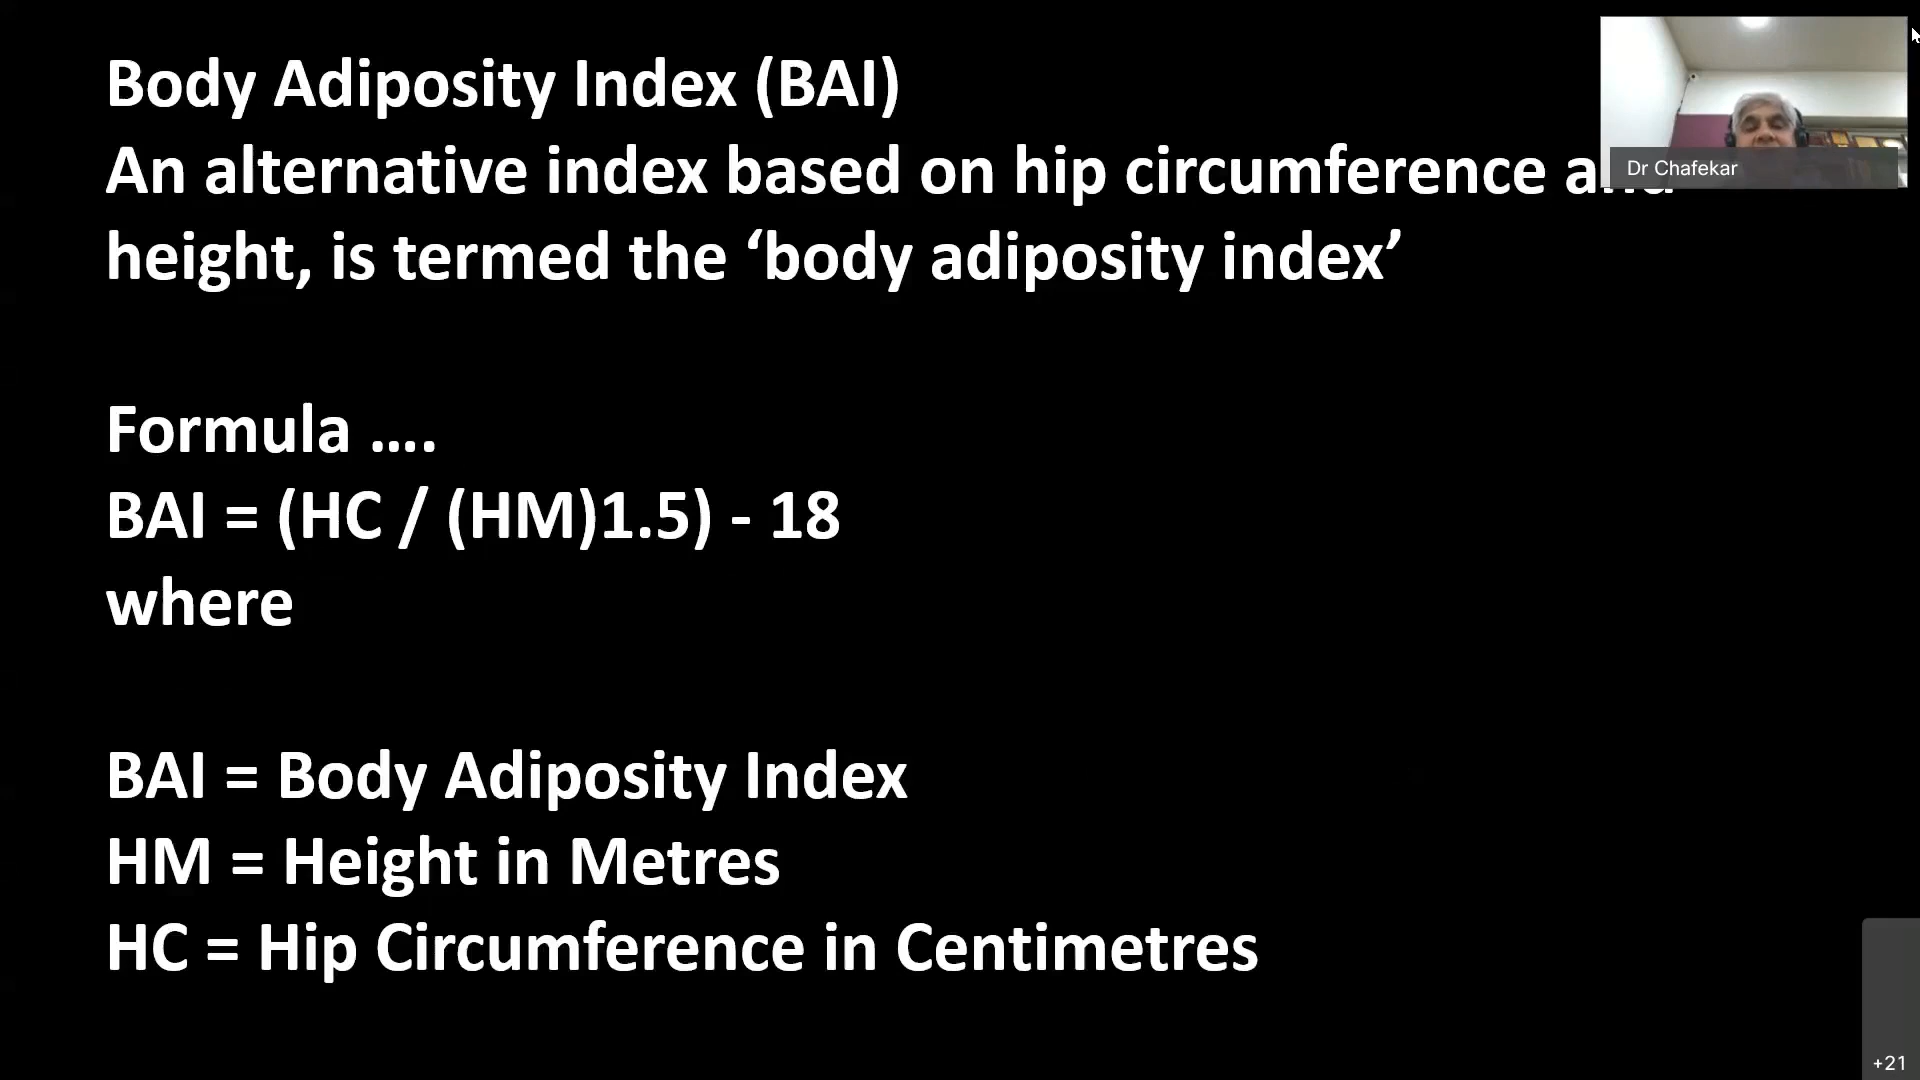 Body Adiposity Index (BAI)
An alternative index based on hip circumference and
height, is termed the ‘body adiposity index’
Formula ....
BAI = (HC / (HM)1.5) - 18
where
BAI = Body Adiposity Index
HM = Height in Metres
HC = Hip Circumference in Centimetres
Dr Chafekar
+21